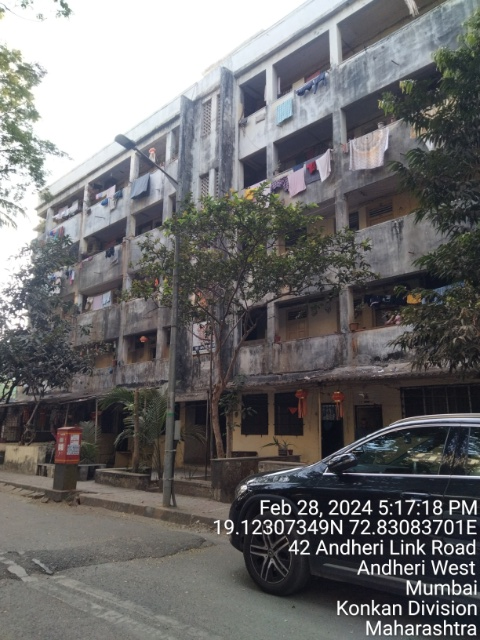 Feb 28, 2024 5:17:18 PM
19.12307349N 72.83083701E
42 Andheri Link Road
Andheri West
Mumbai
Konkan Division
Maharashtra